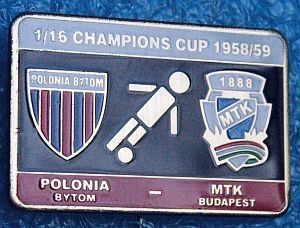 1/16 CHAMPIONS CUP 1958/59
POLONIA BYTOM
1888
MTK
POLONIA - MTK
BYTOM BUDAPEST